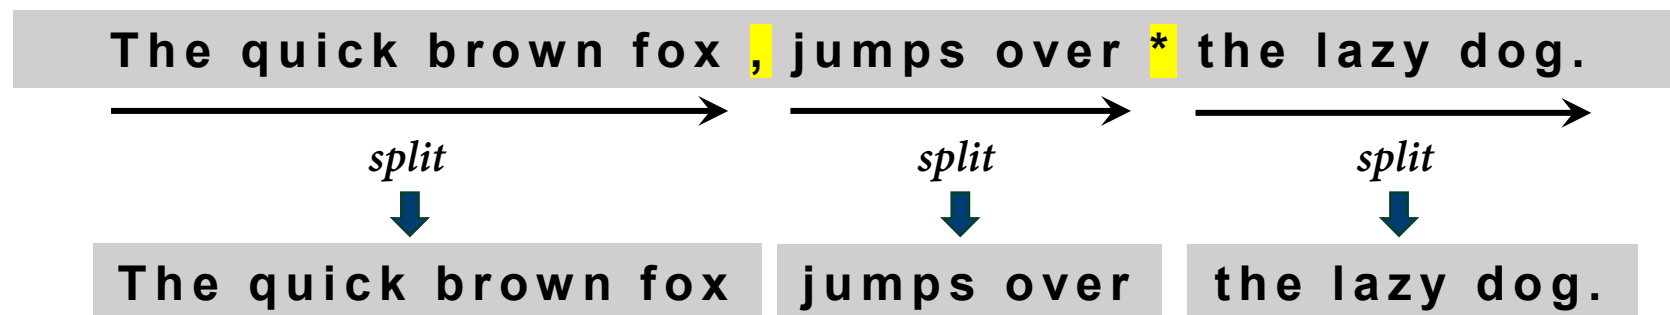 The quick brown fox , jumps over * the lazy dog.
split split split
The quick brown fox jumps over the lazy dog.